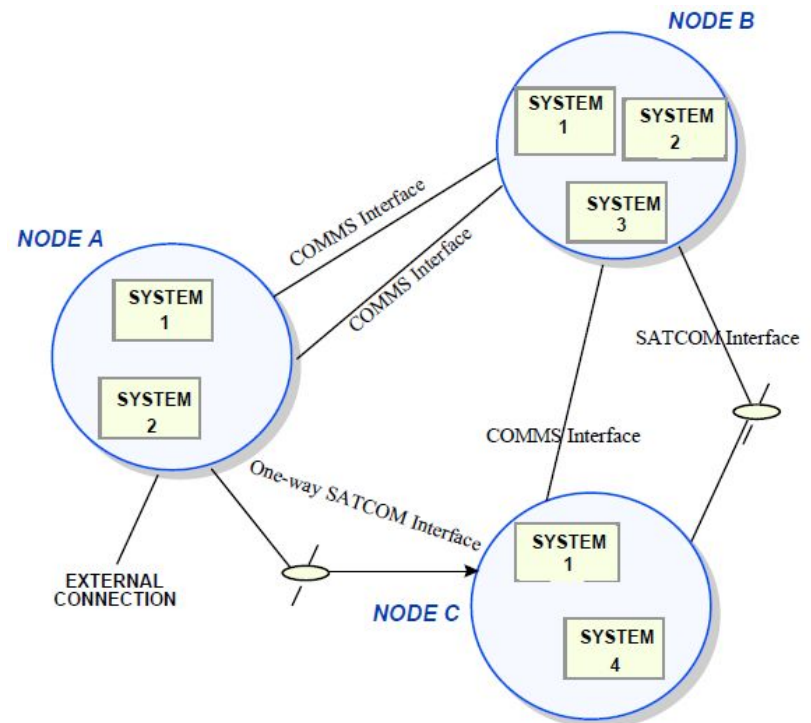 NODE B
SYSTEM
1
SYSTEM
2
SYSTEM
3
COMMS Interface
COMMS Interface
NODE A
SYSTEM
1
SYSTEM
2
SATCOM Interface
COMMS Interface
One-way SATCOM Interface
EXTERNAL
CONNECTION
NODE C
SYSTEM
1
SYSTEM
4